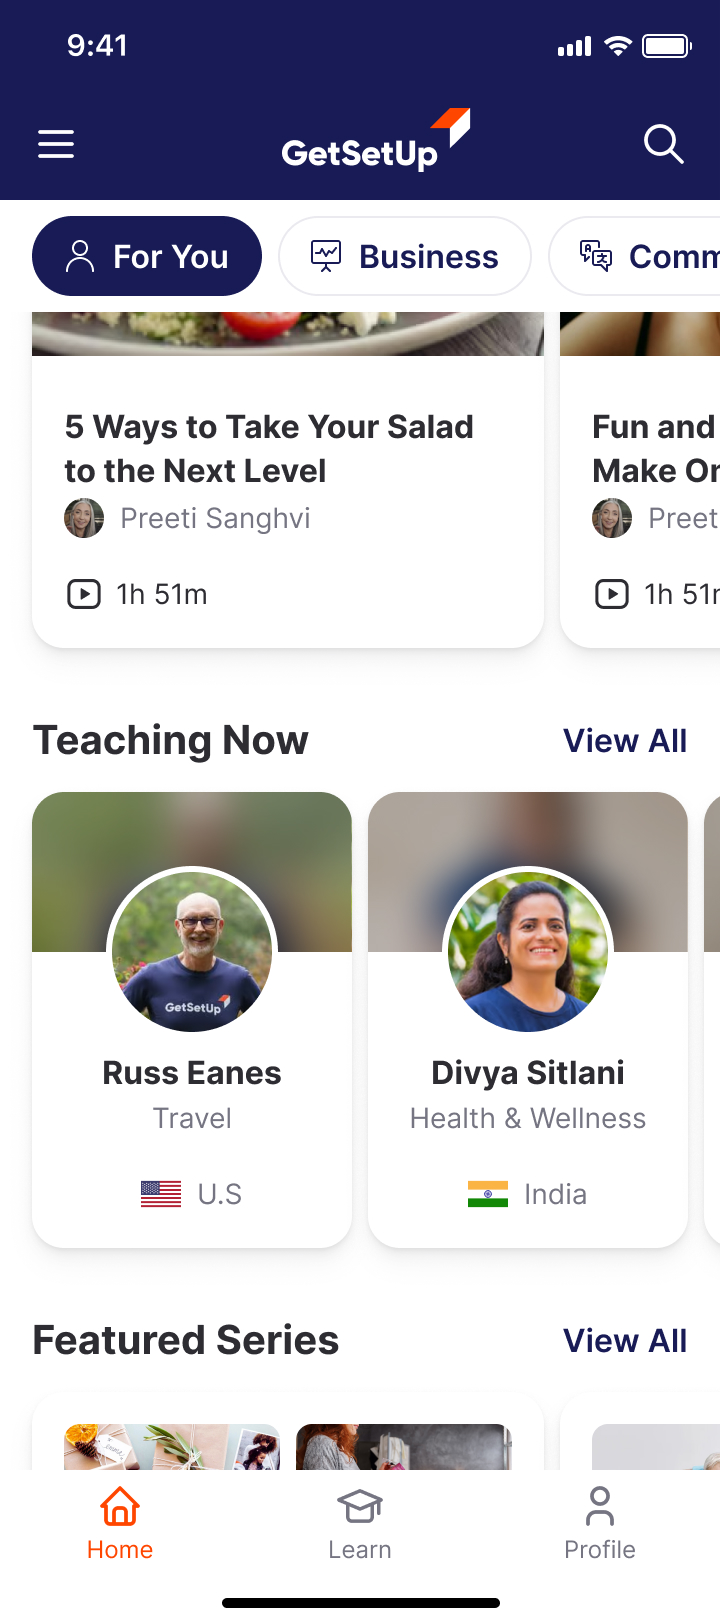 9:41
GetSetUp
For You
Business
Comm
5 Ways to Take Your Salad
to the Next Level
Preeti Sanghvi
1h 51m
Fun and
Make Or
Preet
1h 51m
Teaching Now
View All
GetSetUp
Russ Eanes
Travel
U.S
Divya Sitlani
Health & Wellness
India
Featured Series
View All
Home
Learn
Profile